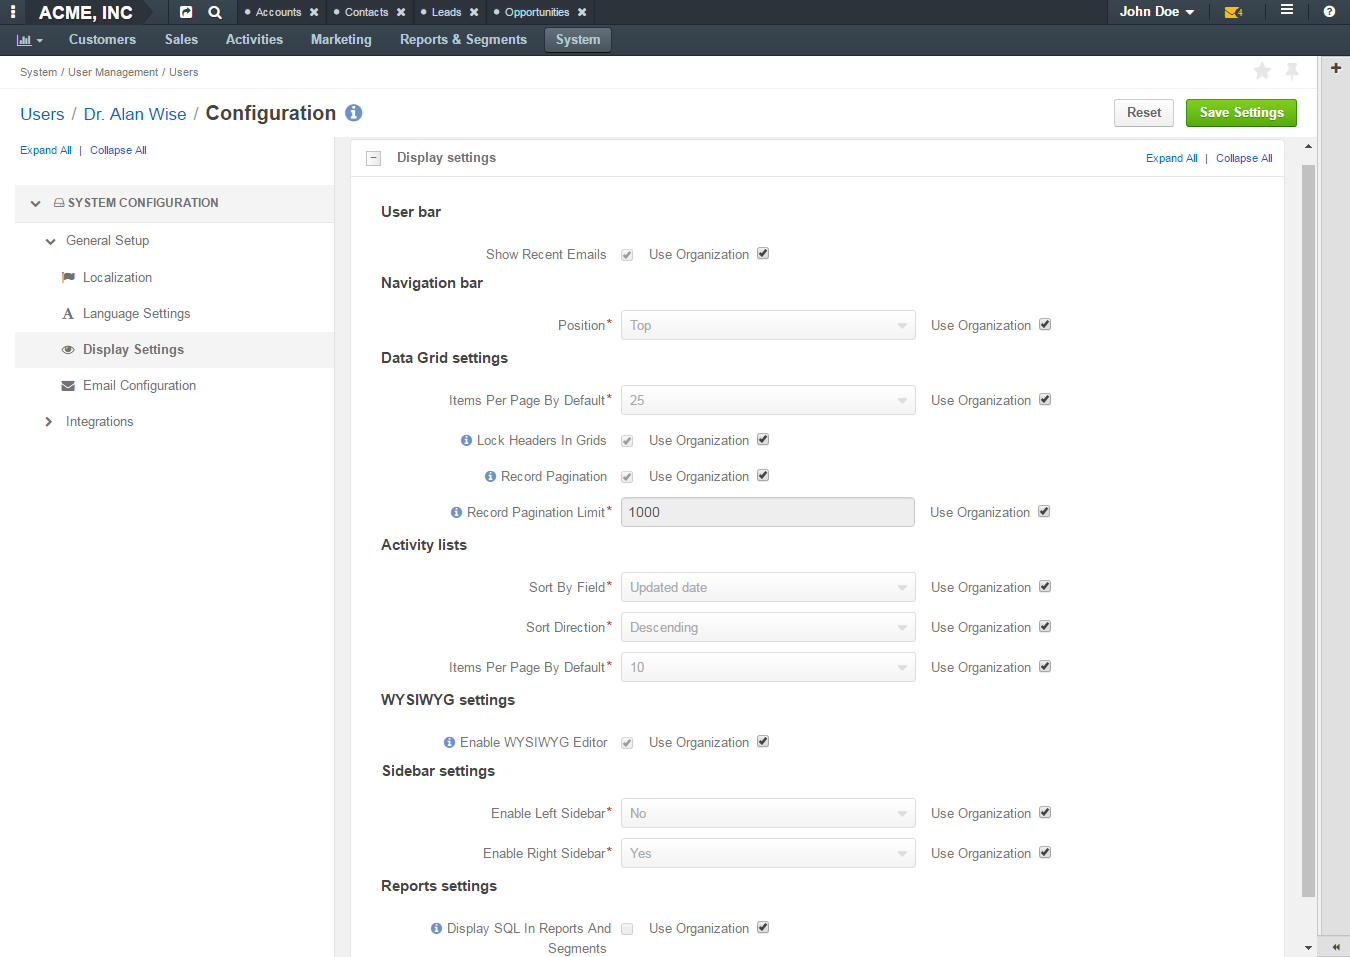 ACME, INC • Accounts ✖ • Contacts ✖ • Leads ✖ • Opportunities ✖ John Doe 4
Customers Sales Activities Marketing Reports & Segments System
System / User Management / Users
Users / Dr. Alan Wise / Configuration Reset Save Settings
Expand All | Collapse All
SYSTEM CONFIGURATION
General Setup
Localization
Language Settings
Display Settings
Email Configuration
Integrations
Display settings Expand All | Collapse All
User bar
Show Recent Emails Use Organization
Navigation bar
Position* Top Use Organization
Data Grid settings
Items Per Page By Default* 25 Use Organization
Lock Headers In Grids Use Organization
Record Pagination Use Organization
Record Pagination Limit* 1000 Use Organization
Activity lists
Sort By Field* Updated date Use Organization
Sort Direction* Descending Use Organization
Items Per Page By Default* 10 Use Organization
WYSIWYG settings
Enable WYSIWYG Editor Use Organization
Sidebar settings
Enable Left Sidebar* No Use Organization
Enable Right Sidebar* Yes Use Organization
Reports settings
Display SQL In Reports And Use Organization
Segments